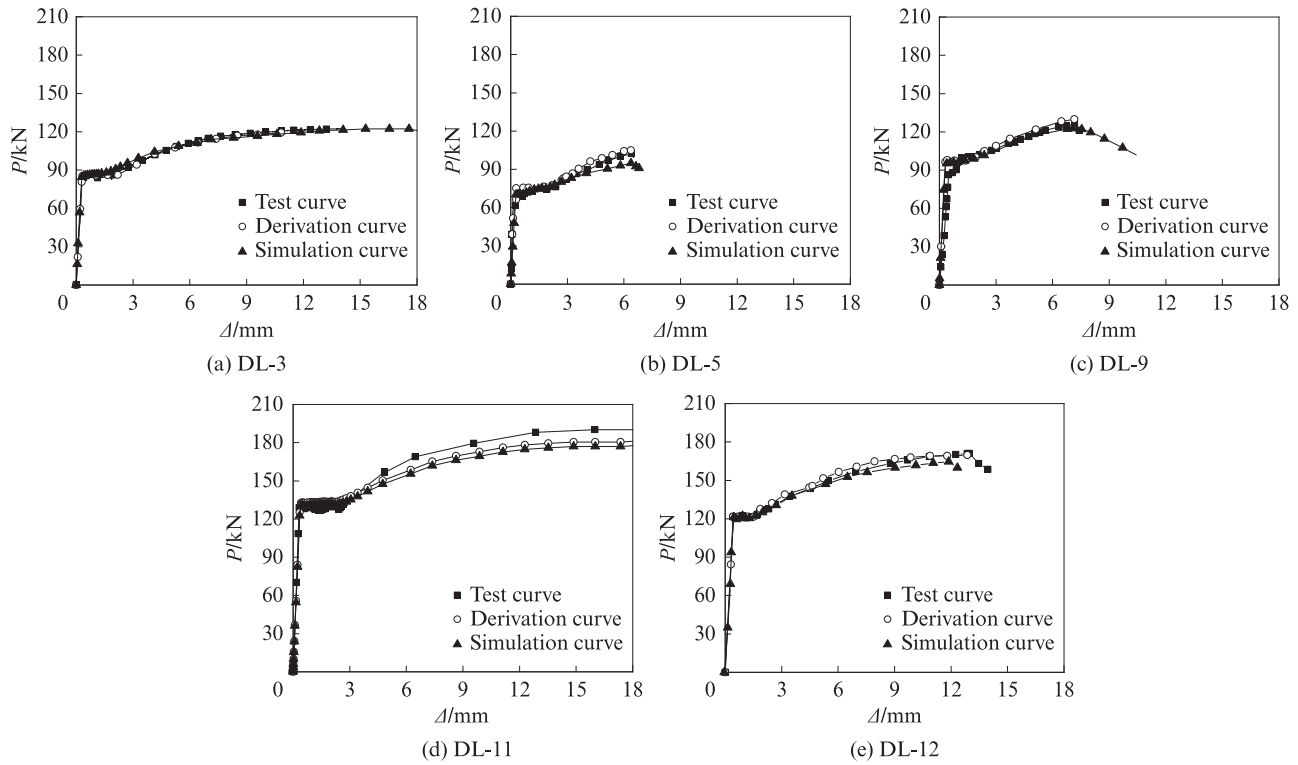 210
180
150
120
90
60
30
0
P/kN
3
6
9
12
15
18
Δ/mm
Test curve
Derivation curve
Simulation curve
(a) DL-3
210
180
150
120
90
60
30
0
P/kN
3
6
9
12
15
18
Δ/mm
Test curve
Derivation curve
Simulation curve
(b) DL-5
210
180
150
120
90
60
30
0
P/kN
3
6
9
12
15
18
Δ/mm
Test curve
Derivation curve
Simulation curve
(c) DL-9
210
180
150
120
90
60
30
0
P/kN
3
6
9
12
15
18
Δ/mm
Test curve
Derivation curve
Simulation curve
(d) DL-11
210
180
150
120
90
60
30
0
P/kN
3
6
9
12
15
18
Δ/mm
Test curve
Derivation curve
Simulation curve
(e) DL-12